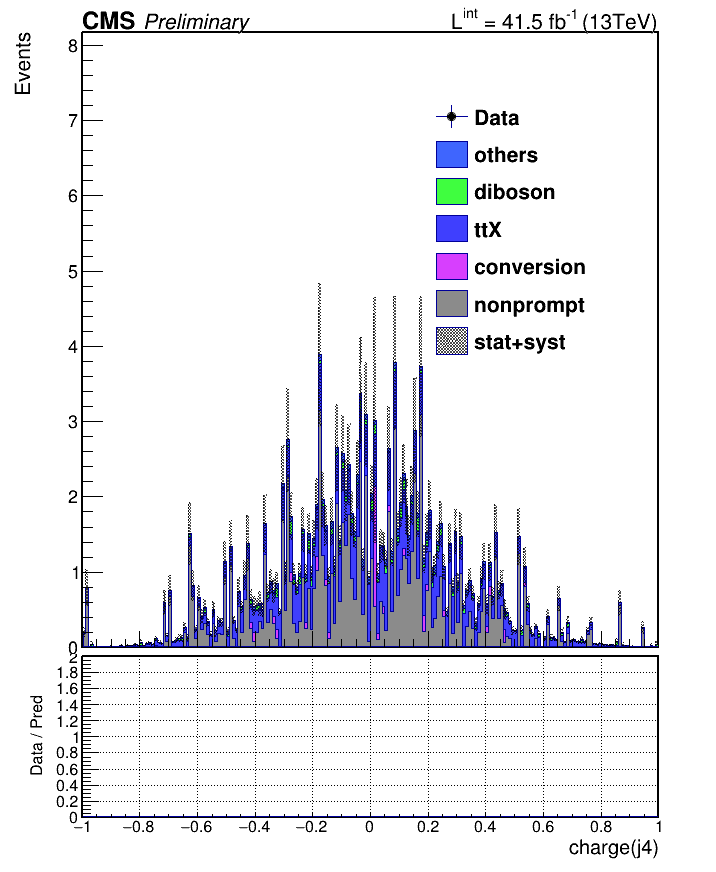 CMS Preliminary
L^int = 41.5 fb^-1 (13TeV)
Events
8
7
6
5
4
3
2
1
0
Data
others
diboson
ttX
conversion
nonprompt
stat+syst
Data / Pred
2
1.8
1.6
1.4
1.2
1
0.8
0.6
0.4
0.2
0
−1 −0.8 −0.6 −0.4 −0.2 0 0.2 0.4 0.6 0.8 1
charge(j4)